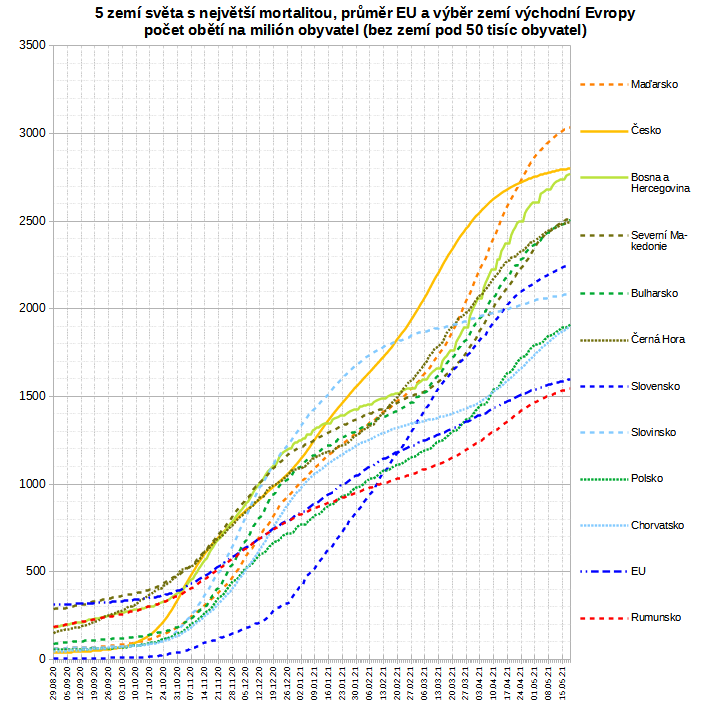 5 zemí světa s největší mortalitou, průměr EU a výběr zemí východní Evropy
počet obětí na milión obyvatel (bez zemí pod 50 tisíc obyvatel)
3500
3000
2500
2000
1500
1000
500
0
Maďarsko
Česko
Bosna a
Hercegovina
Severní Ma-
kedonie
Bulharsko
Černá Hora
Slovensko
Slovinsko
Polsko
Chorvatsko
EU
Rumunsko
29.08.20
06.09.20
12.09.20
19.09.20
26.09.20
03.10.20
10.10.20
17.10.20
24.10.20
31.10.20
07.11.20
14.11.20
21.11.20
28.11.20
05.12.20
12.12.20
19.12.20
26.12.20
02.01.21
09.01.21
16.01.21
23.01.21
30.01.21
06.02.21
13.02.21
20.02.21
27.02.21
06.03.21
13.03.21
20.03.21
27.03.21
03.04.21
10.04.21
17.04.21
24.04.21
01.05.21
08.05.21
15.05.21